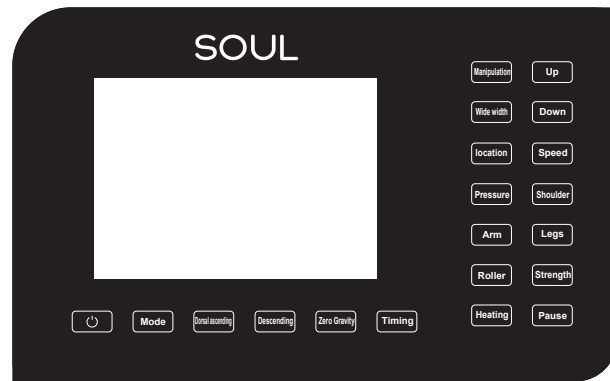 SOUL
Manipulation
Up
Wide width
Down
location
Speed
Pressure
Shoulder
Arm
Legs
Roller
Strength
Heating
Pause
Mode
Dorsal ascending
Descending
Zero Gravity
Timing